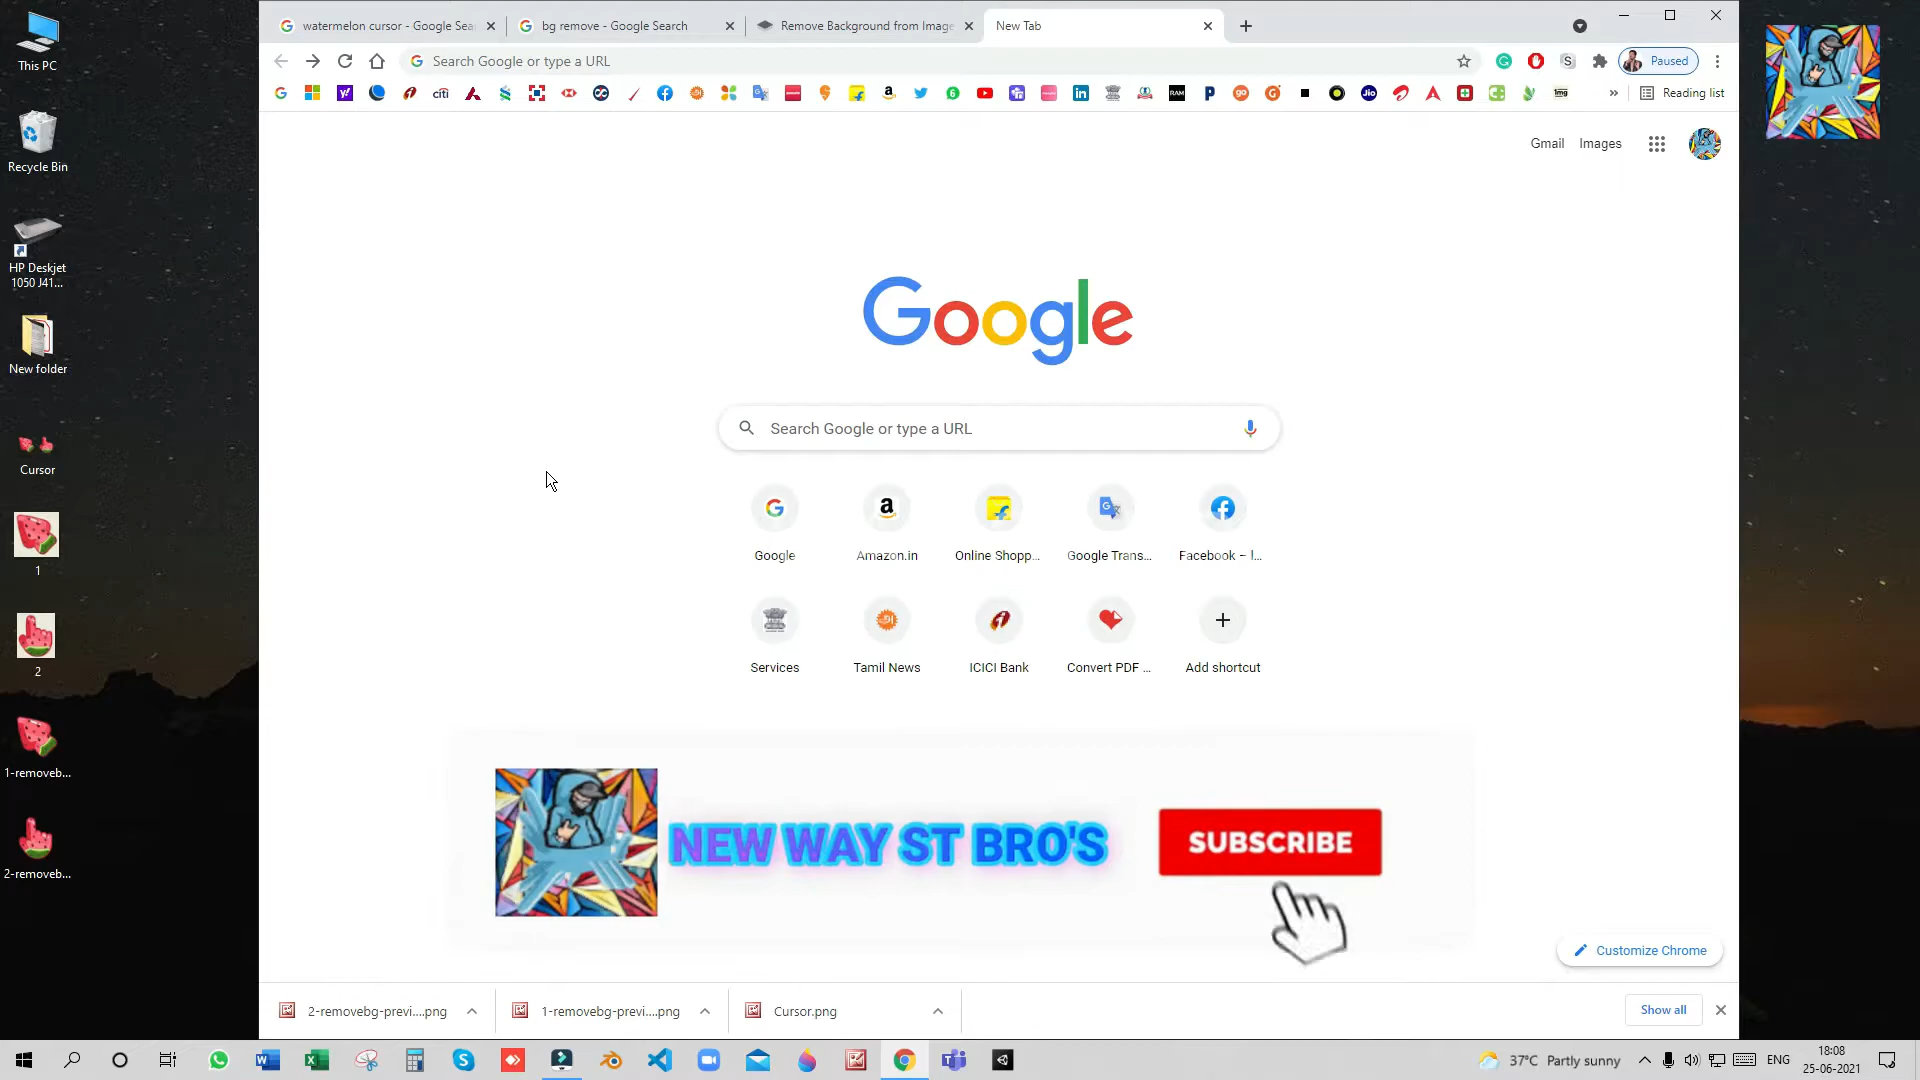 This PC
Recycle Bin
HP Deskjet
1050 J41...
New folder
Cursor
1
2
1-removeb...
2-removeb...
watermelon cursor - Google Sea
bg remove - Google Search
Remove Background from Image
New Tab
Search Google or type a URL
Paused
citi
RAM
Jio
1mg
Reading list
Gmail
Images
Google
Search Google or type a URL
Google
Amazon.in
Online Shopp...
Google Trans...
Facebook – !...
Services
Tamil News
ICICI Bank
Convert PDF ...
Add shortcut
NEW WAY ST BRO'S
SUBSCRIBE
Customize Chrome
2-removebg-previ....png
1-removebg-previ....png
Cursor.png
Show all
37°C Partly sunny
ENG
18:08
25-06-2021